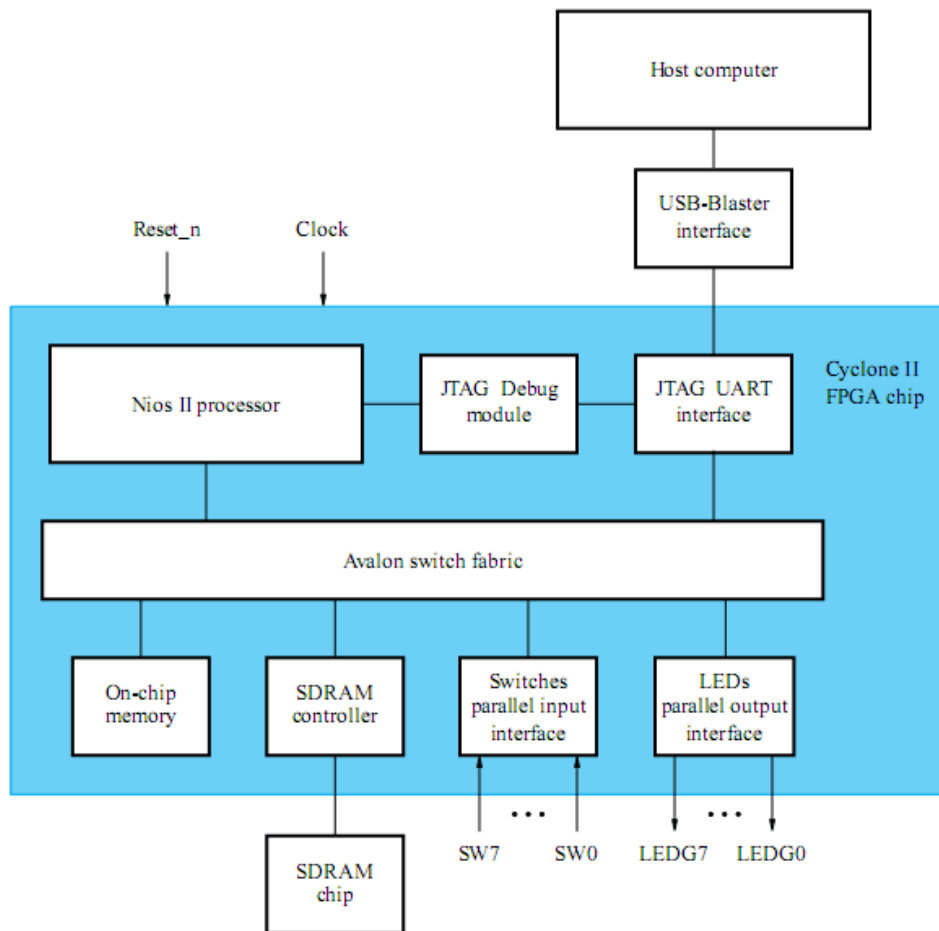 Host computer
USB-Blaster
interface
Reset_n
Clock
Cyclone II
FPGA chip
Nios II processor
JTAG Debug
module
JTAG UART
interface
Avalon switch fabric
On-chip
memory
SDRAM
controller
Switches
parallel input
interface
LEDs
parallel output
interface
SW7
• • •
SW0
LEDG7
• • •
LEDG0
SDRAM
chip